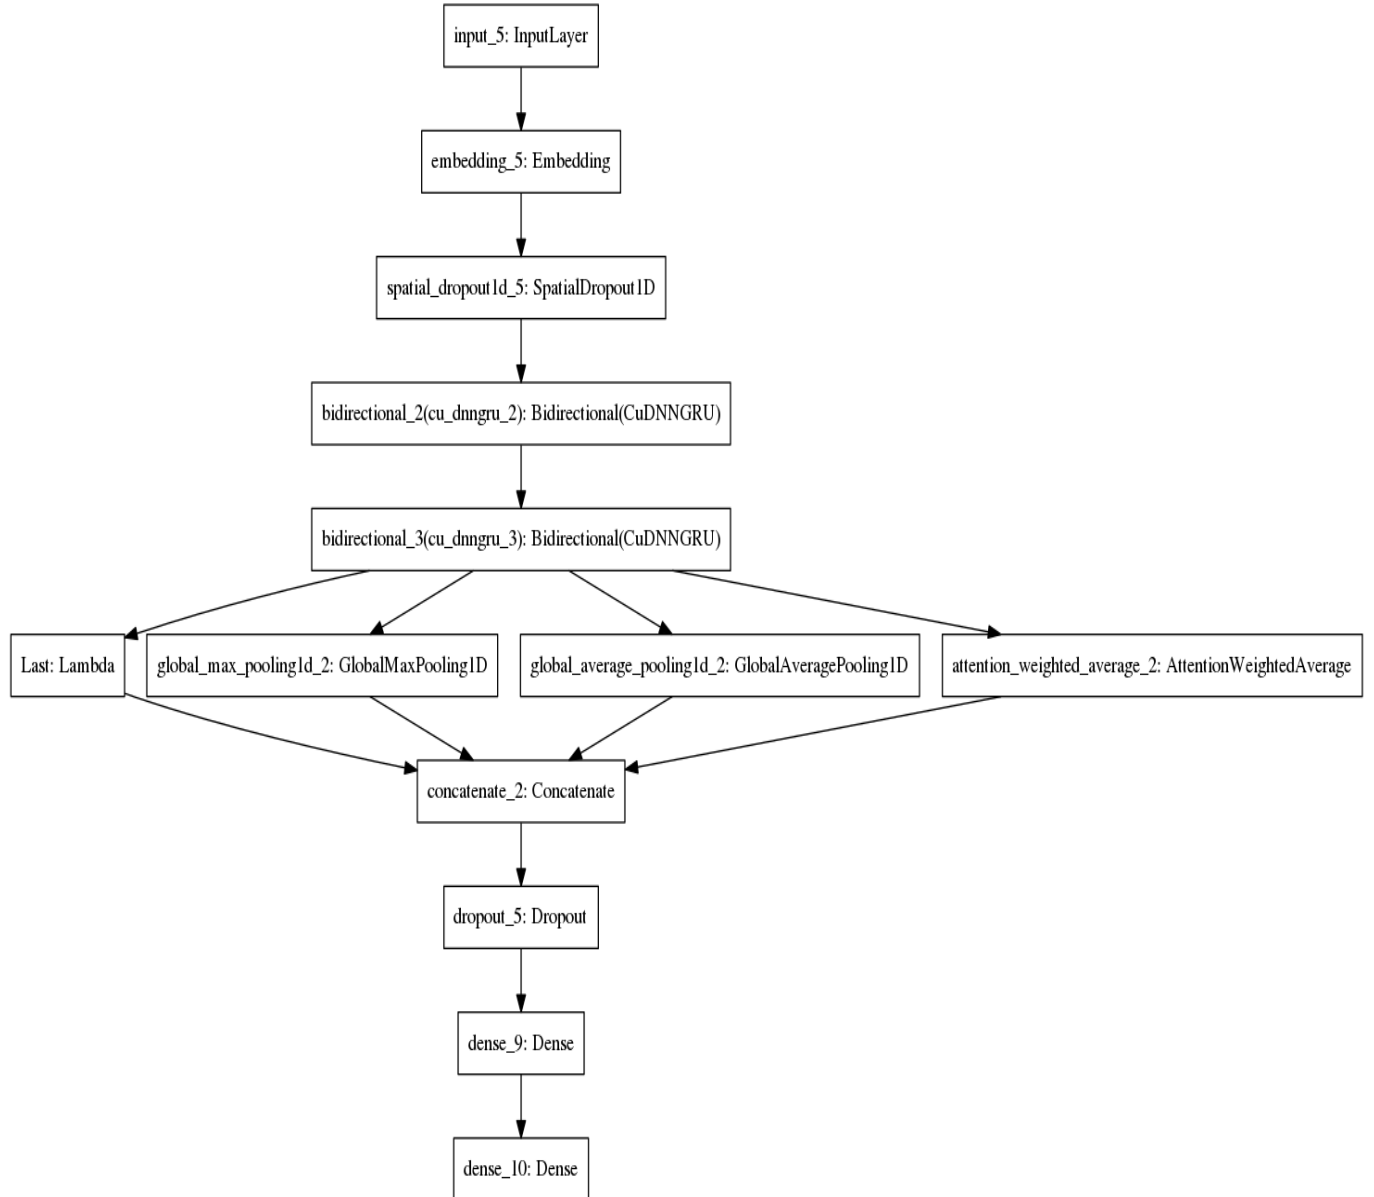 input_5: InputLayer
embedding_5: Embedding
spatial_dropout1d_5: SpatialDropout1D
bidirectional_2(cu_dnngru_2): Bidirectional(CuDNNGRU)
bidirectional_3(cu_dnngru_3): Bidirectional(CuDNNGRU)
Last: Lambda
global_max_pooling1d_2: GlobalMaxPooling1D
global_average_pooling1d_2: GlobalAveragePooling1D
attention_weighted_average_2: AttentionWeightedAverage
concatenate_2: Concatenate
dropout_5: Dropout
dense_9: Dense
dense_10: Dense